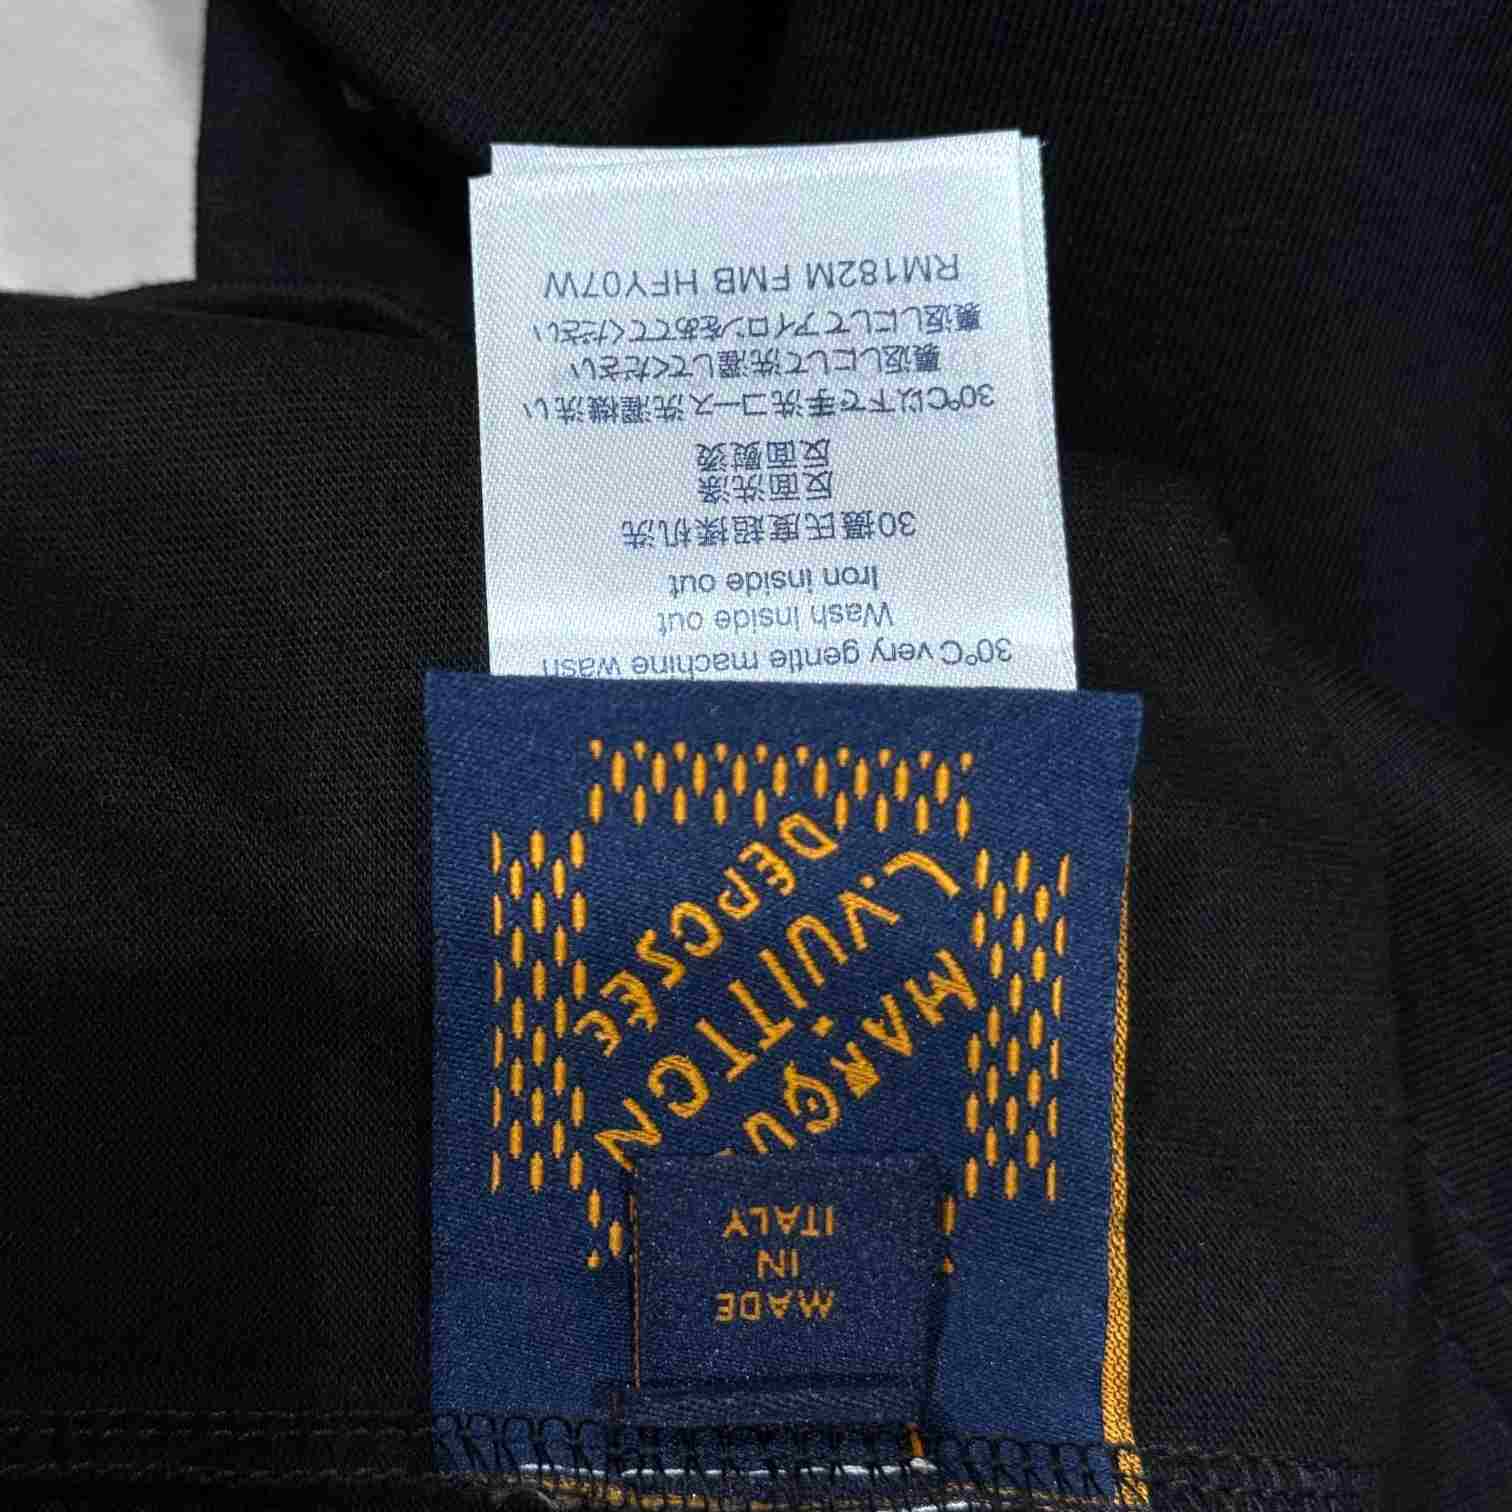 MADE
IN
ITALY
MARQU
L.VUITTON
DEPOSÉE
30°C very gentle machine wash
Wash inside out
Iron inside out
30摄氏度超揉机洗
反面洗涤
反面熨烫
30℃以下で手洗コース洗濯機洗い
裏返しにして洗濯してください
裏返しにしてアイロンをあててください
RM182M FMB HFY07W